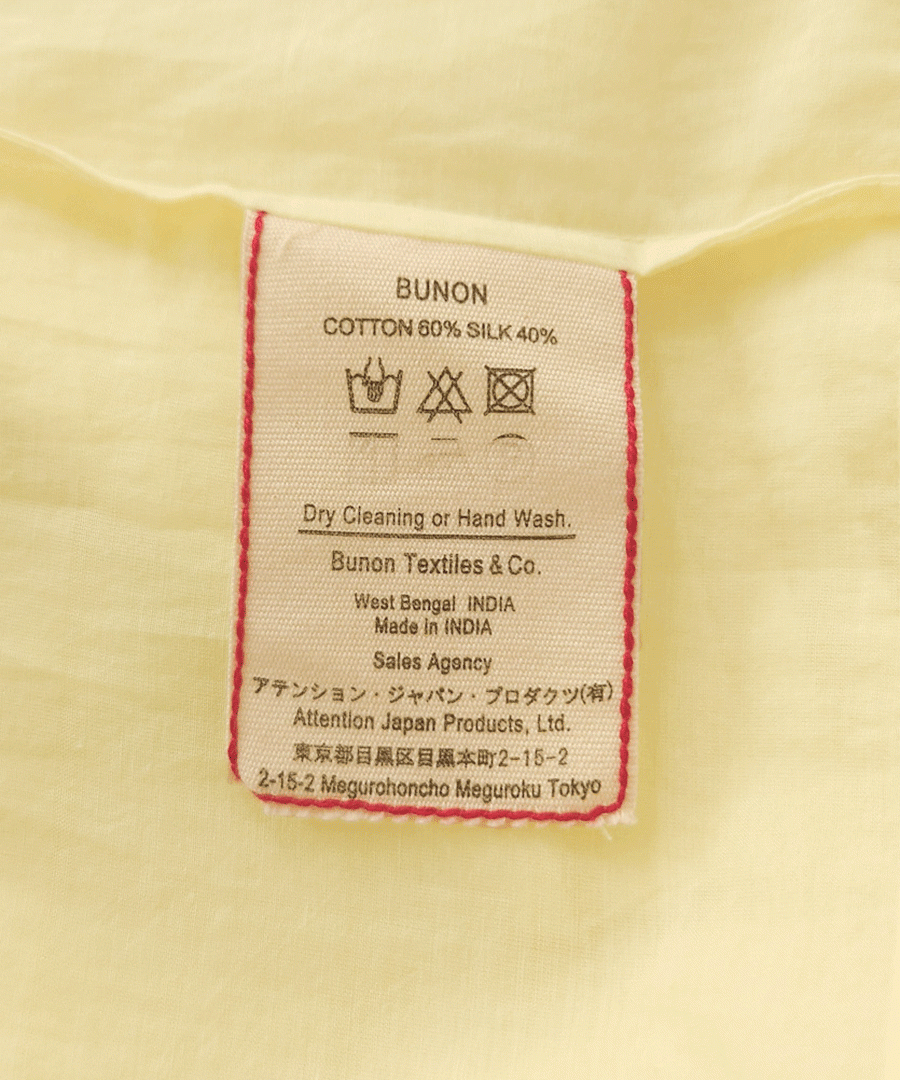 BUNON
COTTON 60% SILK 40%
Dry Cleaning or Hand Wash.
Bunon Textiles & Co.
West Bengal INDIA
Made in INDIA
Sales Agency
アテンション・ジャパン・プロダクツ(有)
Attention Japan Products, Ltd.
東京都目黒区目黒本町2-15-2
2-15-2 Megurohoncho Meguroku Tokyo